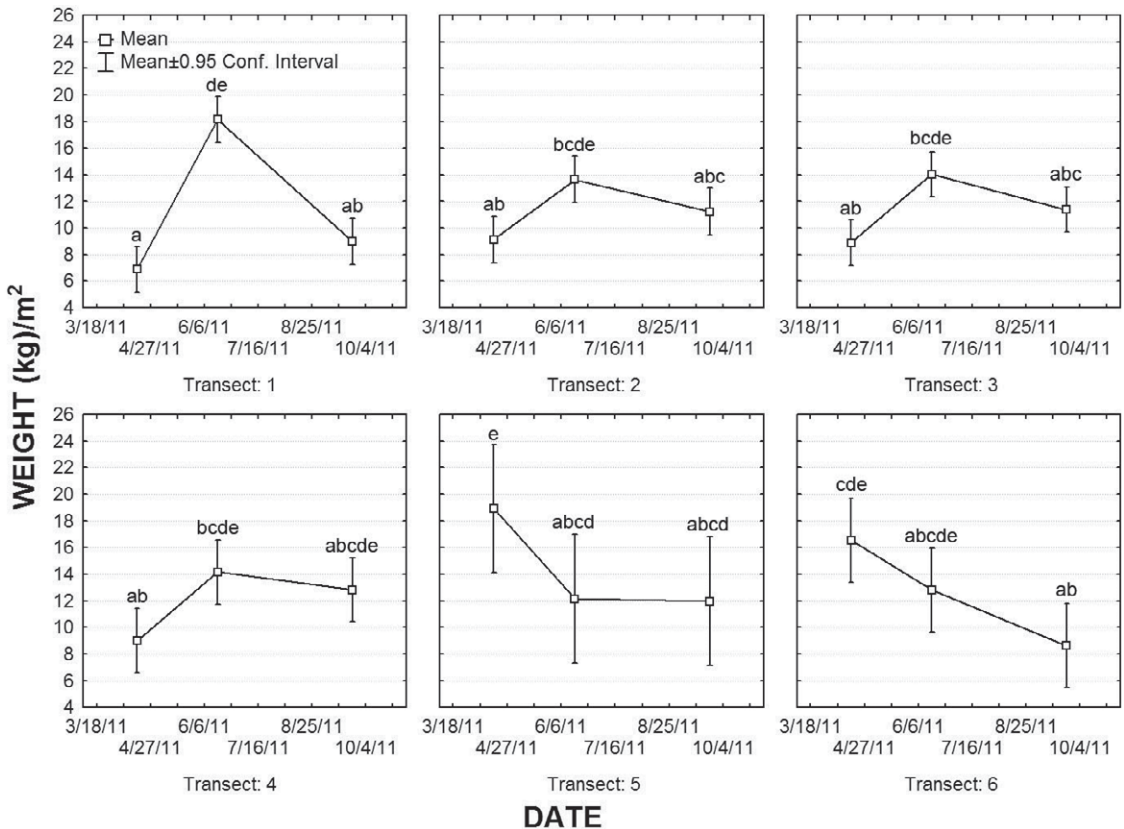 WEIGHT (kg)/m²
26
24
22
20
18
16
14
12
10
8
6
4
Mean
Mean±0.95 Conf. Interval
a
de
ab
3/18/11 6/6/11 8/25/11
4/27/11 7/16/11 10/4/11
Transect: 1
ab
bcde
abc
3/18/11 6/6/11 8/25/11
4/27/11 7/16/11 10/4/11
Transect: 2
ab
bcde
abc
3/18/11 6/6/11 8/25/11
4/27/11 7/16/11 10/4/11
Transect: 3
26
24
22
20
18
16
14
12
10
8
6
4
ab
bcde
abcde
3/18/11 6/6/11 8/25/11
4/27/11 7/16/11 10/4/11
Transect: 4
e
abcd
abcd
3/18/11 6/6/11 8/25/11
4/27/11 7/16/11 10/4/11
Transect: 5
cde
abcde
ab
3/18/11 6/6/11 8/25/11
4/27/11 7/16/11 10/4/11
Transect: 6
DATE